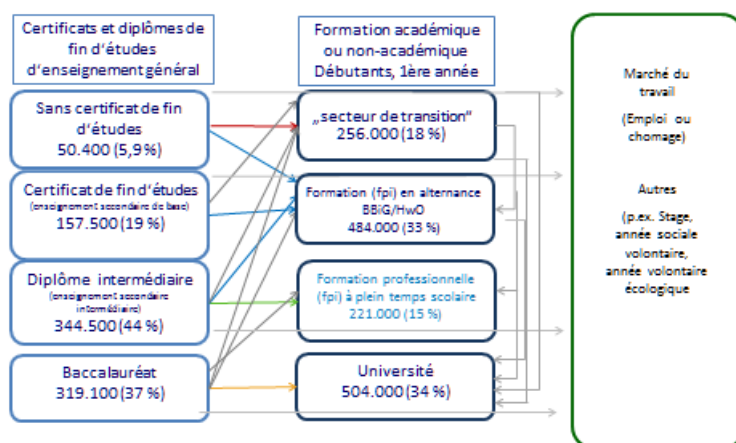 Certificats et diplômes de
fin d'études
d'enseignement général
Sans certificat de fin
d'études
50.400 (5,9%)
Certificat de fin d'études
(enseignement secondaire de base)
157.500 (19 %)
Diplôme intermédiaire
(enseignement secondaire
intermédiaire)
344.500 (44 %)
Baccalauréat
319.100 (37 %)
Formation académique
ou non-académique
Débutants, 1ère année
„secteur de transition"
256.000 (18 %)
Formation (fpi) en alternance
BBiG/HwO
484.000 (33 %)
Formation professionnelle
(fpi) à plein temps scolaire
221.000 (15 %)
Université
504.000 (34 %)
Marché du
travail
(Emploi ou
chomage)
Autres
(p.ex. Stage,
année sociale
volontaire,
année volontaire
écologique